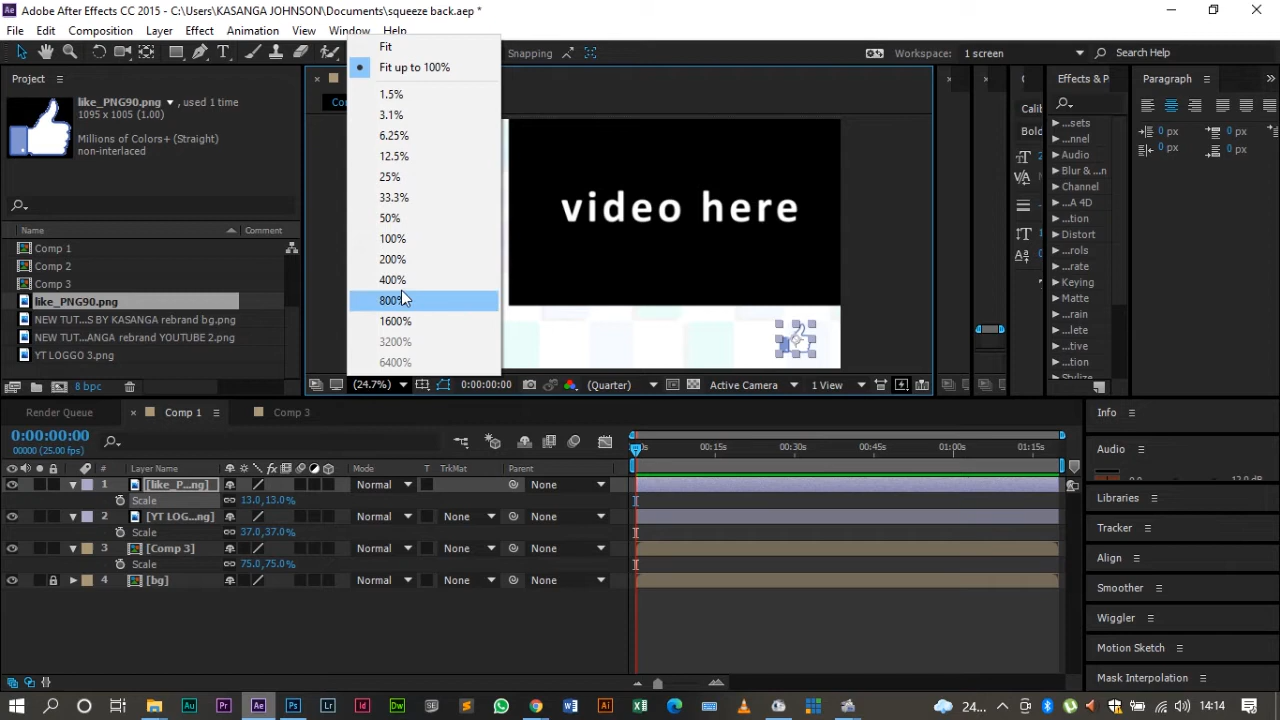 Adobe After Effects CC 2015 - C:\Users\KASANGA JOHNSON\Documents\squeeze back.aep *
File Edit Composition Layer Effect Animation View Window Help
Snapping
Workspace: 1 screen
Search Help
Project
like_PNG90.png , used 1 time
1095 x 1005 (1.00)
Millions of Colors+ (Straight)
non-interlaced
Name Comment
Comp 1
Comp 2
Comp 3
like_PNG90.png
NEW TUT...S BY KASANGA rebrand bg.png
NEW TUT...ANGA rebrand YOUTUBE 2.png
YT LOGGO 3.png
8 bpc
Fit
Fit up to 100%
1.5%
3.1%
6.25%
12.5%
25%
33.3%
50%
100%
200%
400%
800%
1600%
3200%
6400%
Co
video here
(24.7%)
0:00:00:00
(Quarter)
Active Camera
1 View
Calib
Bold
Effects & P
...sets
...nnel
Audio
Blur & ...n
Channel
...A 4D
...tion
Distort
...rols
...rate
Keying
Matte
...rain
...lete
...tive
...tion
Stylize
Paragraph
0 px
0 px
0 px
0 px
Render Queue
Comp 1
Comp 3
0:00:00:00
00000 (25.00 fps)
# Layer Name Mode T TrkMat Parent
0s 00:15s 00:30s 00:45s 01:00s 01:15s
1 [like_P...ng] Normal None
Scale 13.0,13.0%
2 [YT LOG...ng] Normal None None
Scale 37.0,37.0%
3 [Comp 3] Normal None None
Scale 75.0,75.0%
4 [bg] Normal None None
Info
Audio
12.0 dB
Libraries
Tracker
Align
Smoother
Wiggler
Motion Sketch
Mask Interpolation
24...
14:14